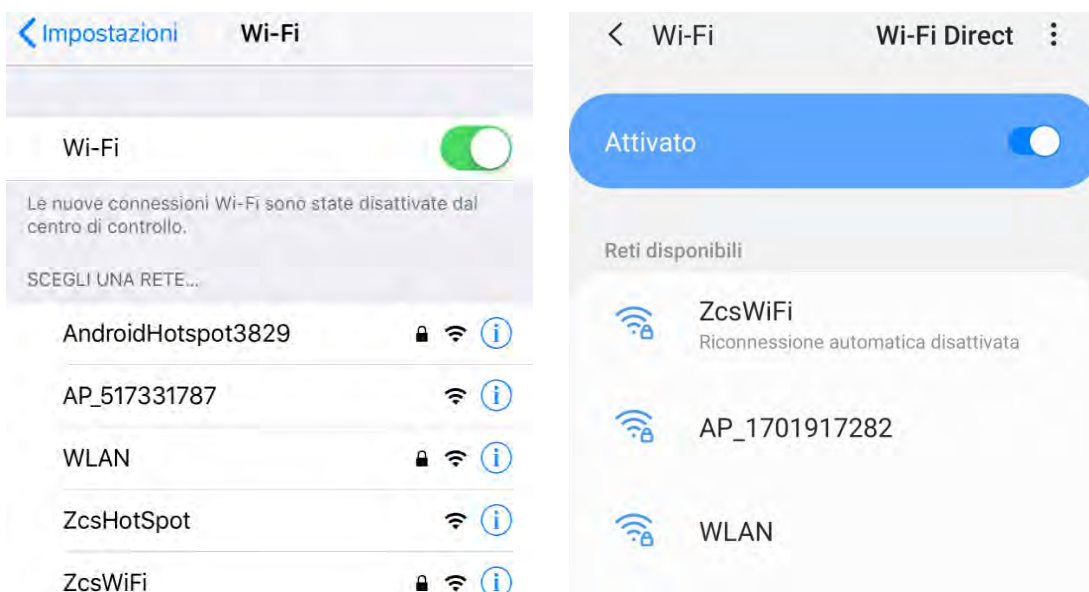 Impostazioni
Wi-Fi
Wi-Fi
Le nuove connessioni Wi-Fi sono state disattivate dal
centro di controllo.
SCEGLI UNA RETE...
AndroidHotspot3829
AP_517331787
WLAN
ZcsHotSpot
ZcsWiFi
Wi-Fi
Wi-Fi Direct
Attivato
Reti disponibili
ZcsWiFi
Riconnessione automatica disattivata
AP_1701917282
WLAN